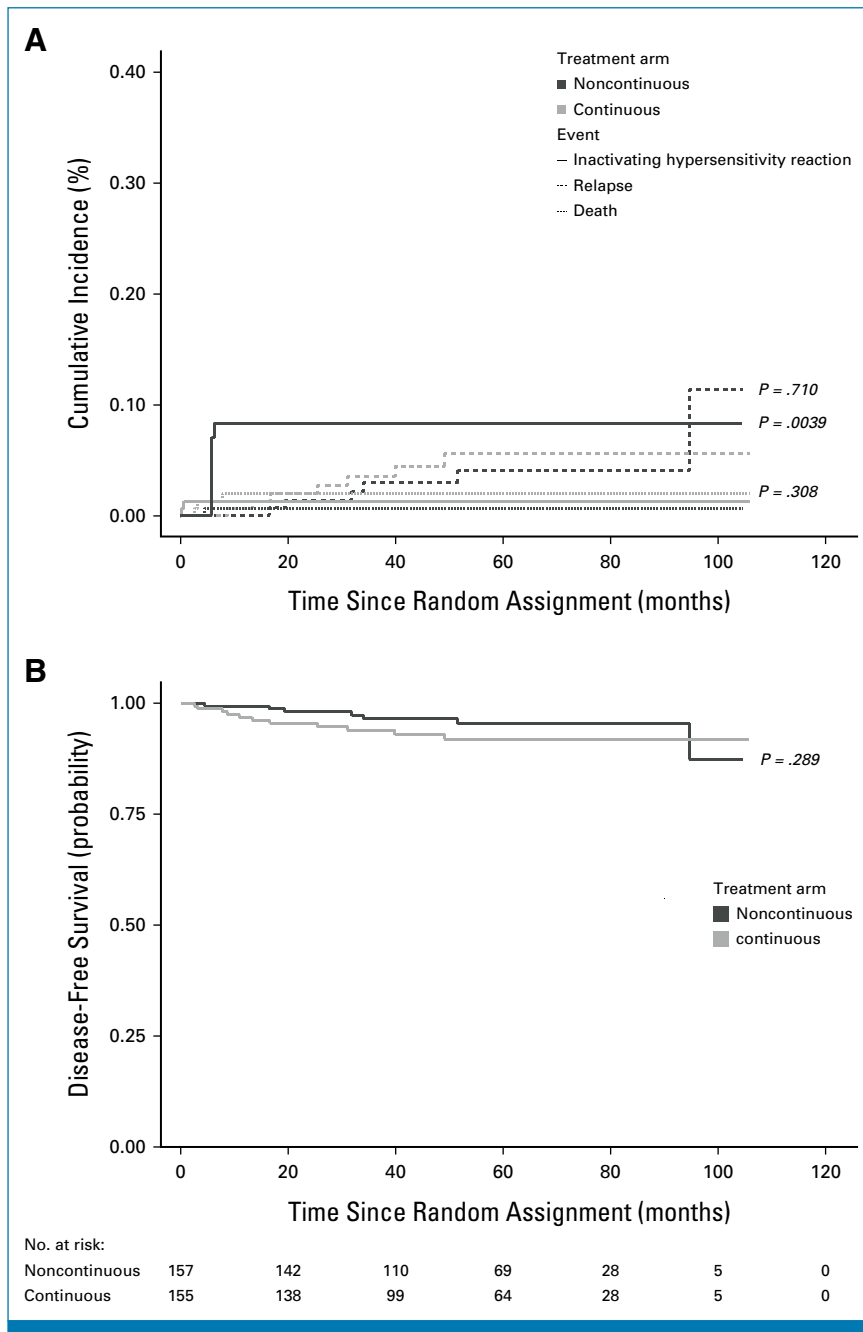 A
Cumulative Incidence (%)
0.40
0.30
0.20
0.10
0.00
Treatment arm
Noncontinuous
Continuous
Event
Inactivating hypersensitivity reaction
Relapse
Death
P = .710
P = .0039
P = .308
0 20 40 60 80 100 120
Time Since Random Assignment (months)
B
Disease-Free Survival (probability)
1.00
0.75
0.50
0.25
0.00
P = .289
Treatment arm
Noncontinuous
continuous
0 20 40 60 80 100 120
Time Since Random Assignment (months)
No. at risk:
Noncontinuous 157 142 110 69 28 5 0
Continuous 155 138 99 64 28 5 0